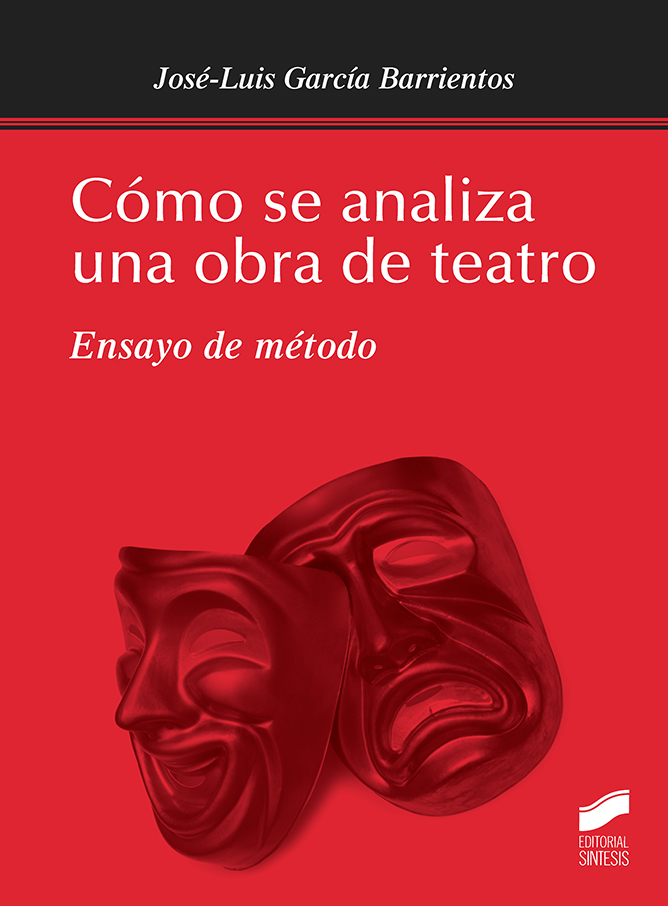 José-Luis García Barrientos
Cómo se analiza
una obra de teatro
Ensayo de método
EDITORIAL
SINTESIS